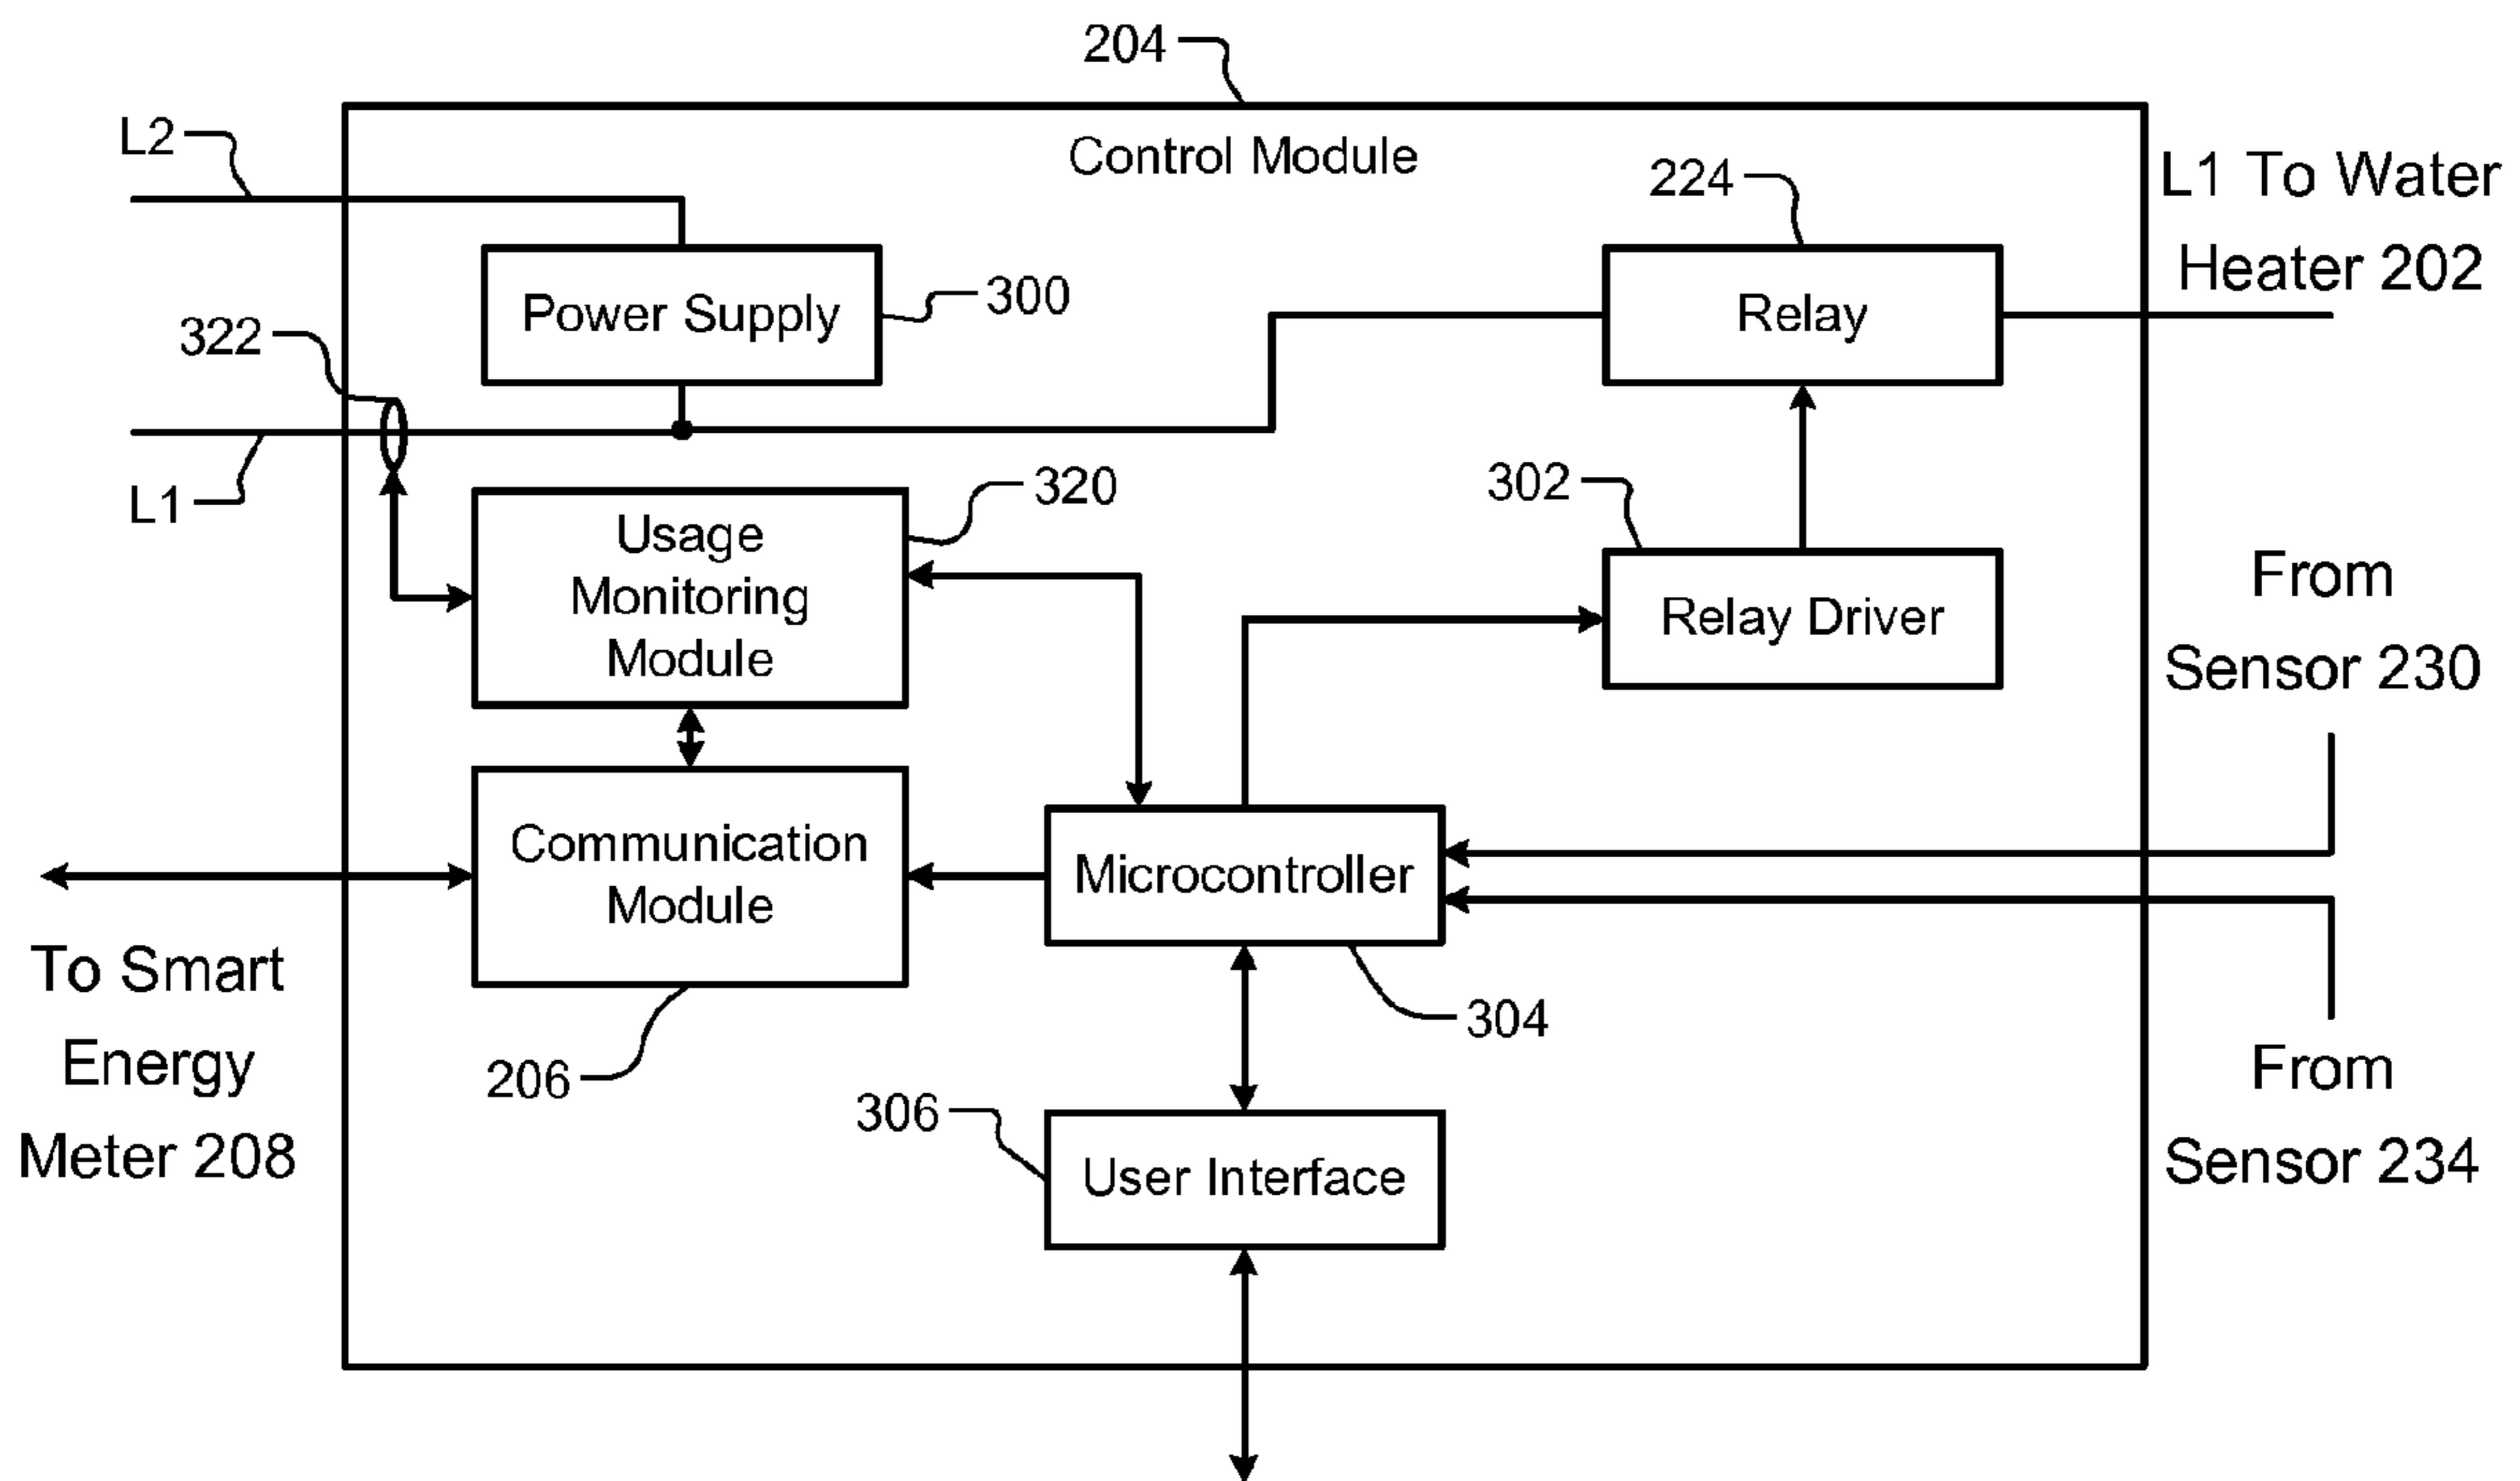 204
L2
Control Module
224
L1 To Water
Heater 202
Power Supply
300
Relay
322
L1
Usage
Monitoring
Module
320
302
Relay Driver
From
Sensor 230
Communication
Module
Microcontroller
To Smart
Energy
Meter 208
206
304
306
User Interface
From
Sensor 234